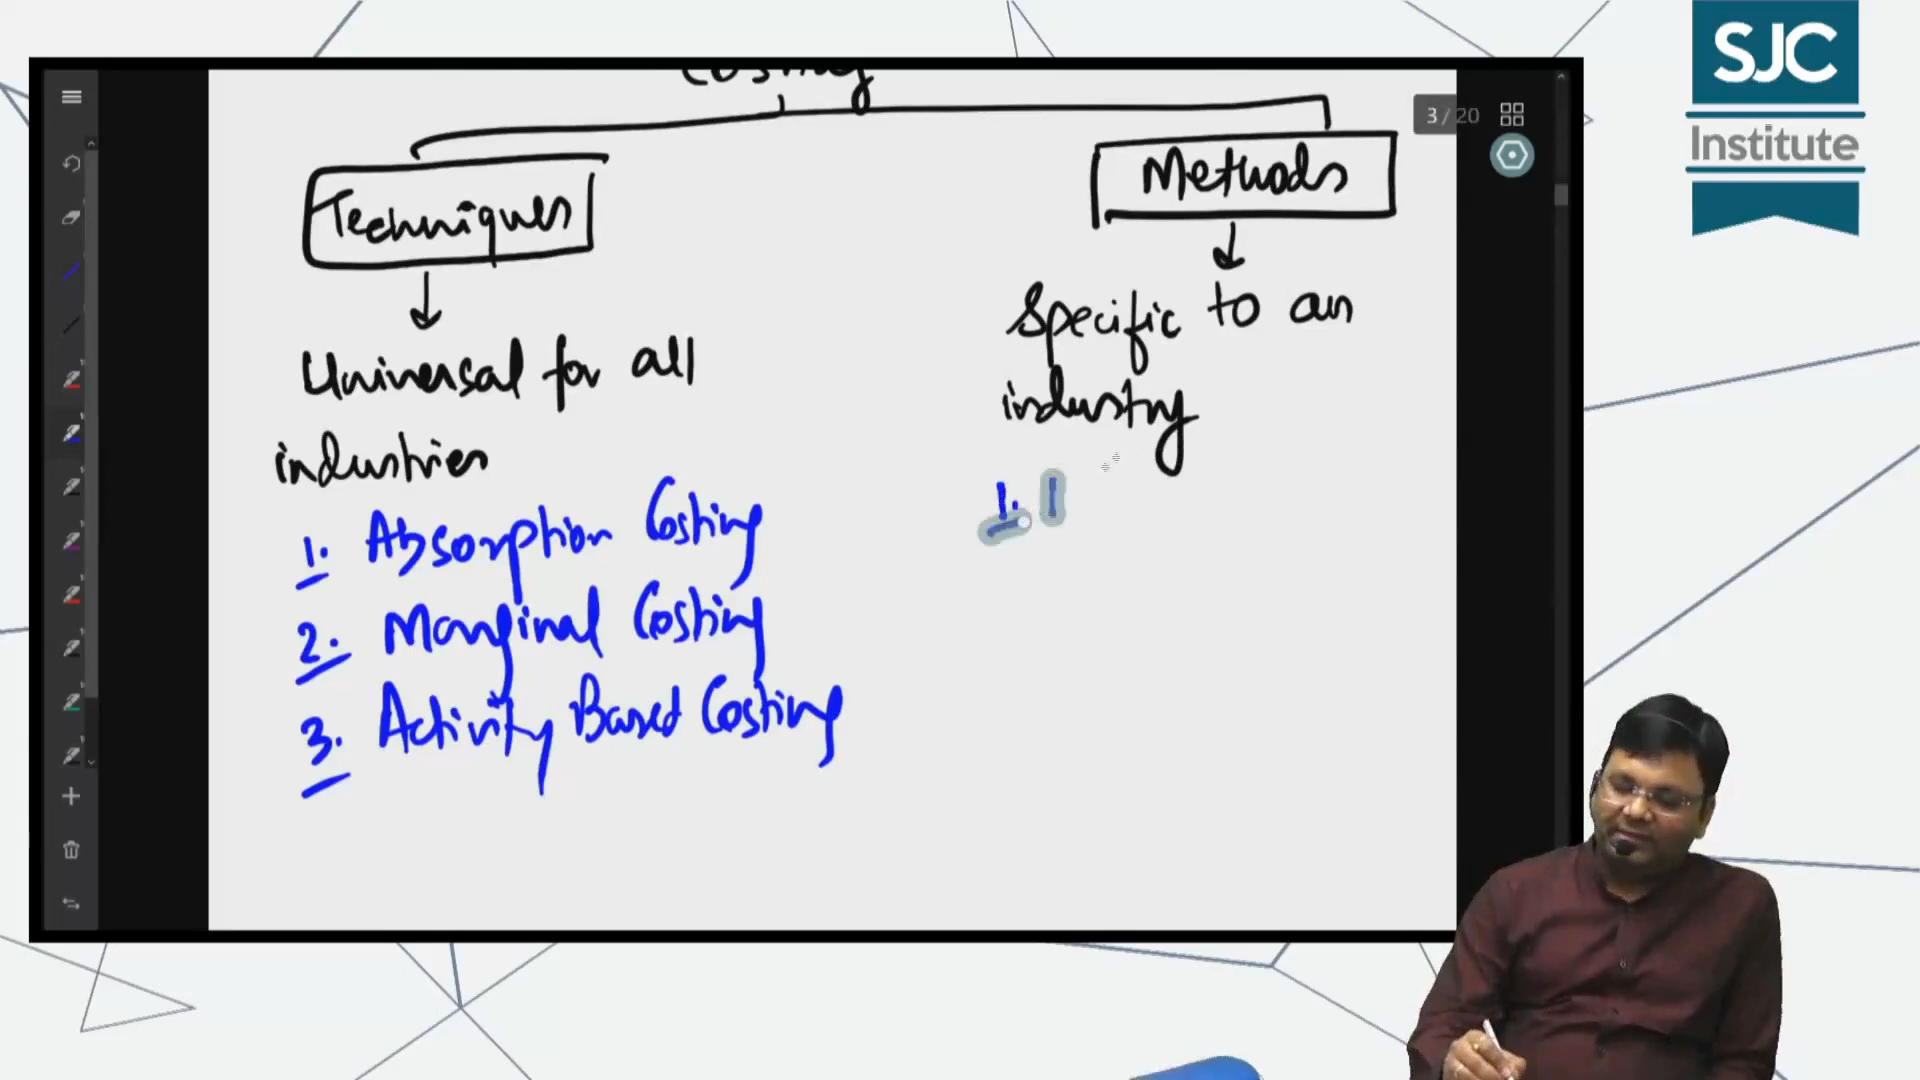 Costing
Techniques
Methods
3 / 20
SJC
Institute
Universal for all
industries
Specific to an
industry
1. Absorption Costing
2. Marginal Costing
3. Activity Based Costing
1.